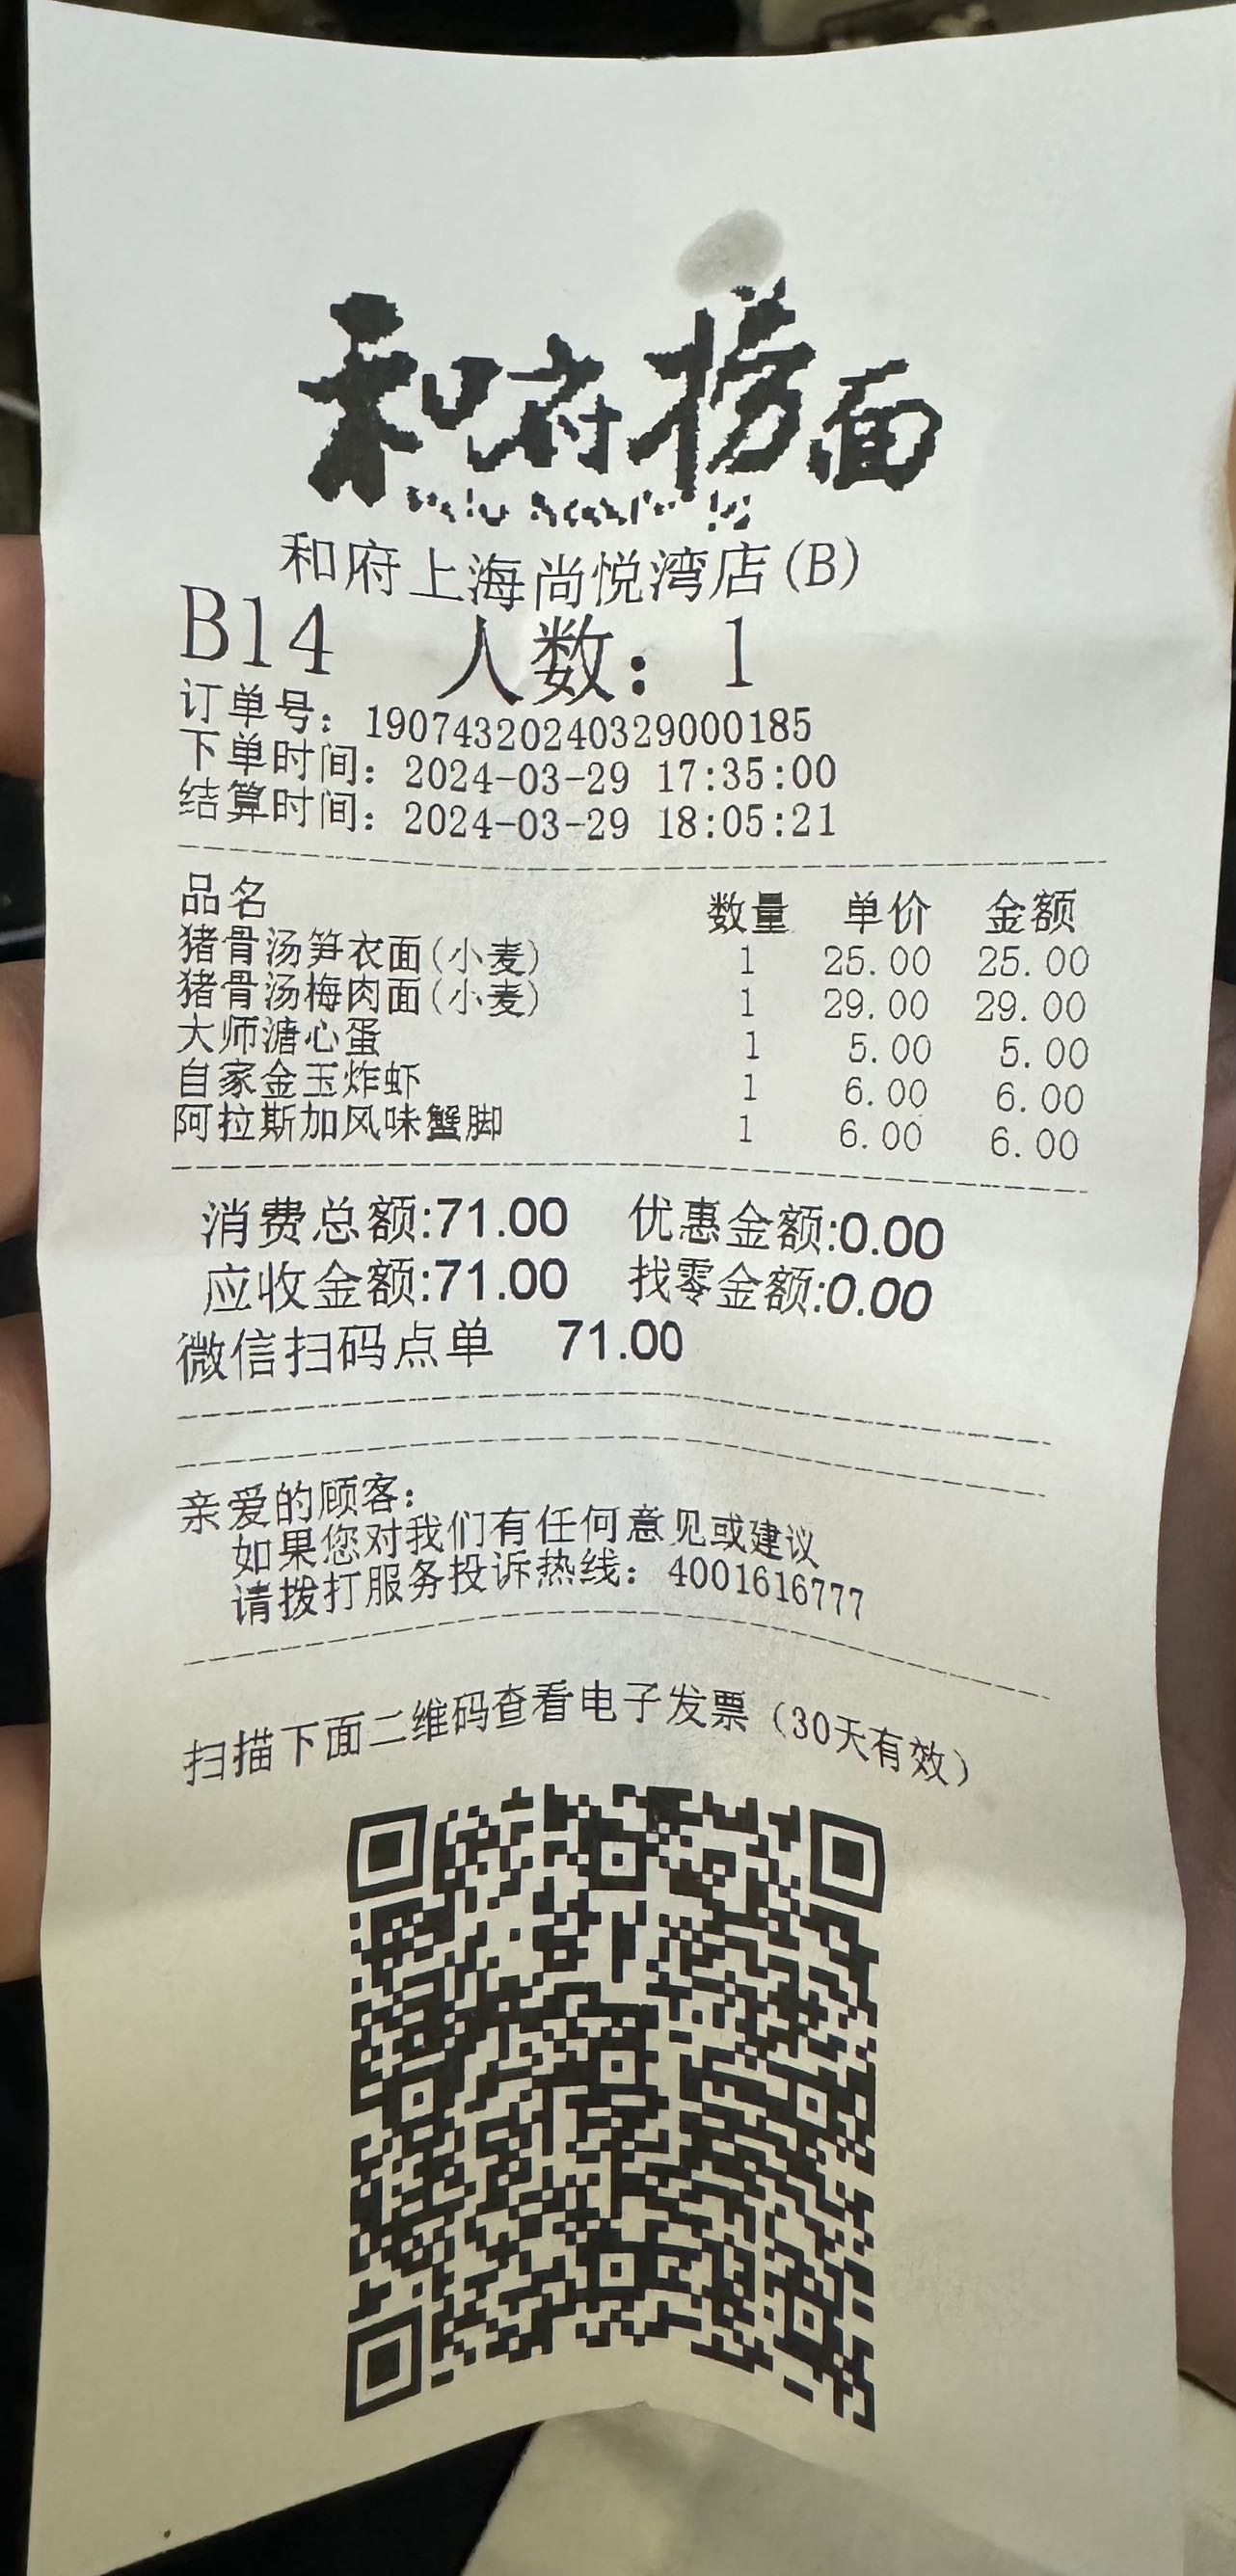 和府捞面
和府上海尚悦湾店(B)
B14 人数：1
订单号：19074320240329000185
下单时间：2024-03-29 17:35:00
结算时间：2024-03-29 18:05:21
品名 数量 单价 金额
猪骨汤笋衣面(小麦) 1 25.00 25.00
猪骨汤梅肉面(小麦) 1 29.00 29.00
大师溏心蛋 1 5.00 5.00
自家金玉炸虾 1 6.00 6.00
阿拉斯加风味蟹脚 1 6.00 6.00
消费总额:71.00 优惠金额:0.00
应收金额:71.00 找零金额:0.00
微信扫码点单 71.00
亲爱的顾客：
如果您对我们有任何意见或建议
请拨打服务投诉热线：4001616777
扫描下面二维码查看电子发票（30天有效）